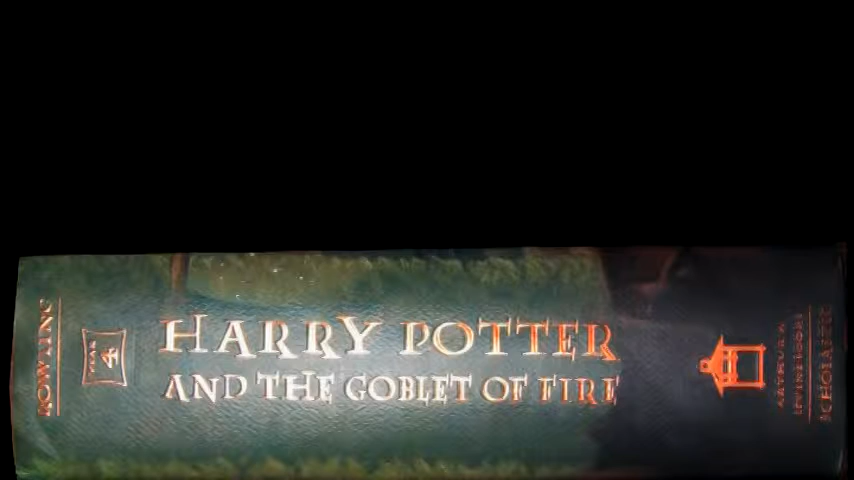 ROWLING
YEAR
4
HARRY POTTER
AND THE GOBLET OF FIRE
ARTHUR A.
LEVINE BOOKS
SCHOLASTIC